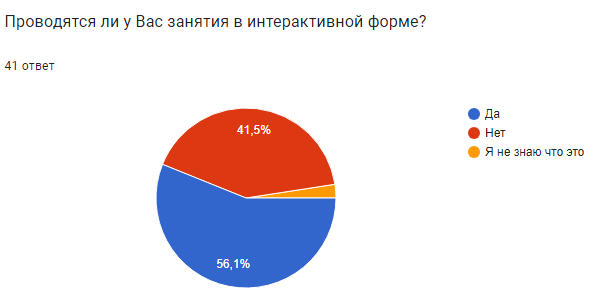 Проводятся ли у Вас занятия в интерактивной форме?
41 ответ
Да
Нет
Я не знаю что это
41,5%
56,1%